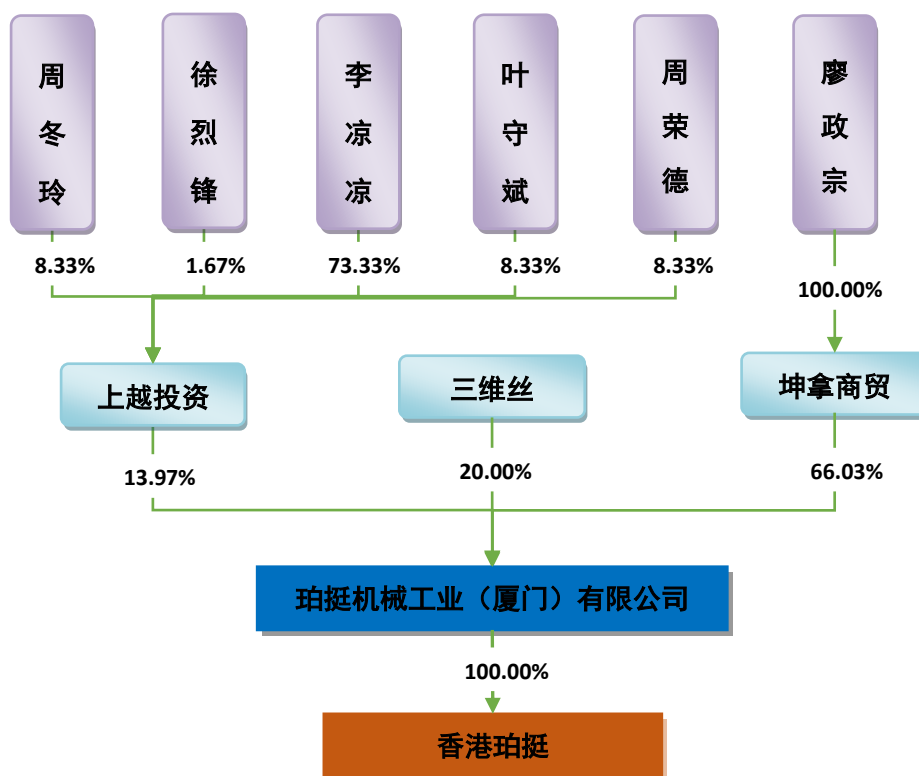 周冬玲
徐烈锋
李凉凉
叶守斌
周荣德
廖政宗
8.33%
1.67%
73.33%
8.33%
8.33%
100.00%
上越投资
三维丝
坤拿商贸
13.97%
20.00%
66.03%
珀挺机械工业（厦门）有限公司
100.00%
香港珀挺